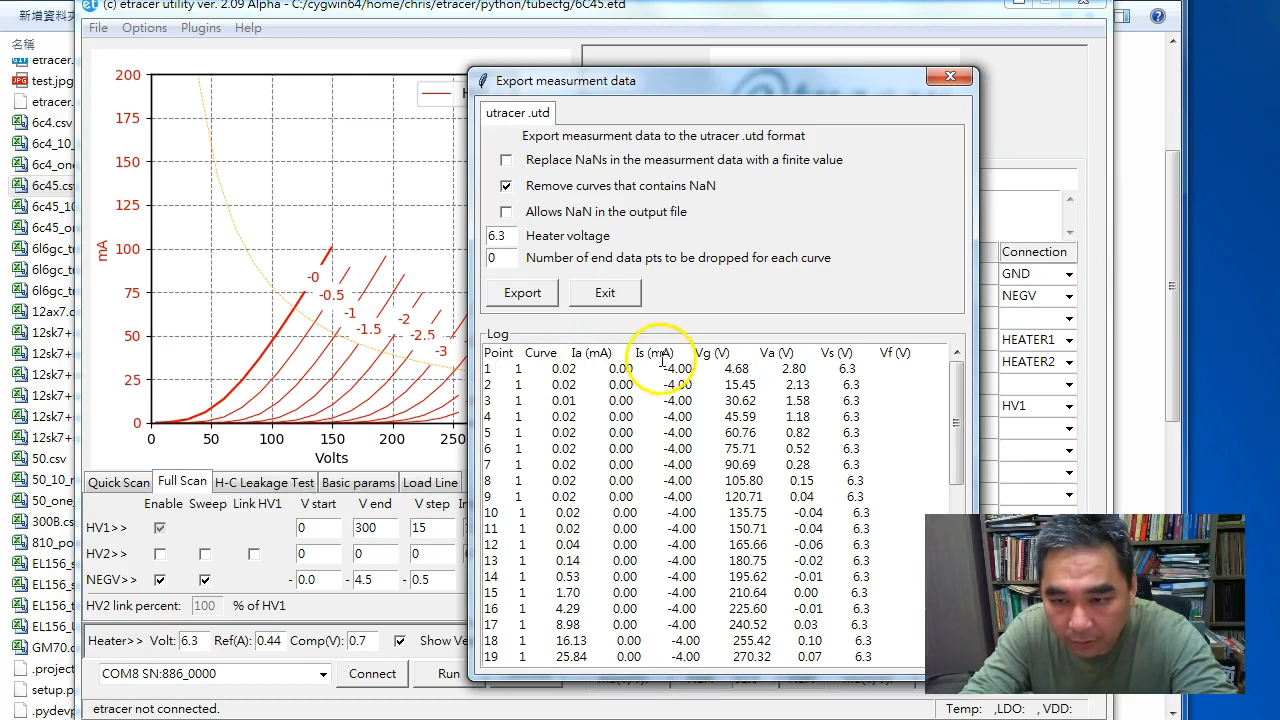 新增資料夾
名稱
etracer.
test.jpg
etracer.
6c4.csv
6c4_10_
6c4_one
6c45.csv
6c45_10
6c45_on
6l6gc_tr
6l6gc_tr
6l6gc_tr
12ax7.c
12sk7+
12sk7+
12sk7+
12sk7+
12sk7+
12sk7+
50.csv
50_10_r
50_one_
300B.cs
810_po
EL156_s
EL156_s
EL156_s
EL156_U
GM70.c
.project
setup.p
.pydevp
(c) etracer utility ver. 2.09 Alpha - C:/cygwin64/home/chris/etracer/python/tubecfg/6C45.etd
File Options Plugins Help
200
175
150
125
100
75
50
25
0
mA
-0
-0.5
-1
-1.5
-2
-2.5
-3
0 50 100 150 200 250
Volts
Quick Scan Full Scan H-C Leakage Test Basic params Load Line
Enable Sweep Link HV1 V start V end V step
HV1>> 0 300 15
HV2>> 0 0 0
NEGV>> - 0.0 - 4.5 - 0.5
HV2 link percent: 100 % of HV1
Heater>> Volt: 6.3 Ref(A): 0.44 Comp(V): 0.7 Show Ve
COM8 SN:886_0000 Connect Run
etracer not connected.
Temp: ,LDO: , VDD:
Connection
GND
NEGV
HEATER1
HEATER2
HV1
Export measurment data
utracer .utd
Export measurment data to the utracer .utd format
Replace NaNs in the measurment data with a finite value
Remove curves that contains NaN
Allows NaN in the output file
6.3 Heater voltage
0 Number of end data pts to be dropped for each curve
Export Exit
Log
Point Curve Ia (mA) Is (mA) Vg (V) Va (V) Vs (V) Vf (V)
1 1 0.02 0.00 -4.00 4.68 2.80 6.3
2 1 0.02 0.00 -4.00 15.45 2.13 6.3
3 1 0.01 0.00 -4.00 30.62 1.58 6.3
4 1 0.02 0.00 -4.00 45.59 1.18 6.3
5 1 0.02 0.00 -4.00 60.76 0.82 6.3
6 1 0.02 0.00 -4.00 75.71 0.52 6.3
7 1 0.02 0.00 -4.00 90.69 0.28 6.3
8 1 0.02 0.00 -4.00 105.80 0.15 6.3
9 1 0.02 0.00 -4.00 120.71 0.04 6.3
10 1 0.02 0.00 -4.00 135.75 -0.04 6.3
11 1 0.02 0.00 -4.00 150.71 -0.04 6.3
12 1 0.04 0.00 -4.00 165.66 -0.06 6.3
13 1 0.14 0.00 -4.00 180.75 -0.02 6.3
14 1 0.53 0.00 -4.00 195.62 -0.01 6.3
15 1 1.70 0.00 -4.00 210.64 0.00 6.3
16 1 4.29 0.00 -4.00 225.60 -0.01 6.3
17 1 8.98 0.00 -4.00 240.52 0.03 6.3
18 1 16.13 0.00 -4.00 255.42 0.10 6.3
19 1 25.84 0.00 -4.00 270.32 0.07 6.3